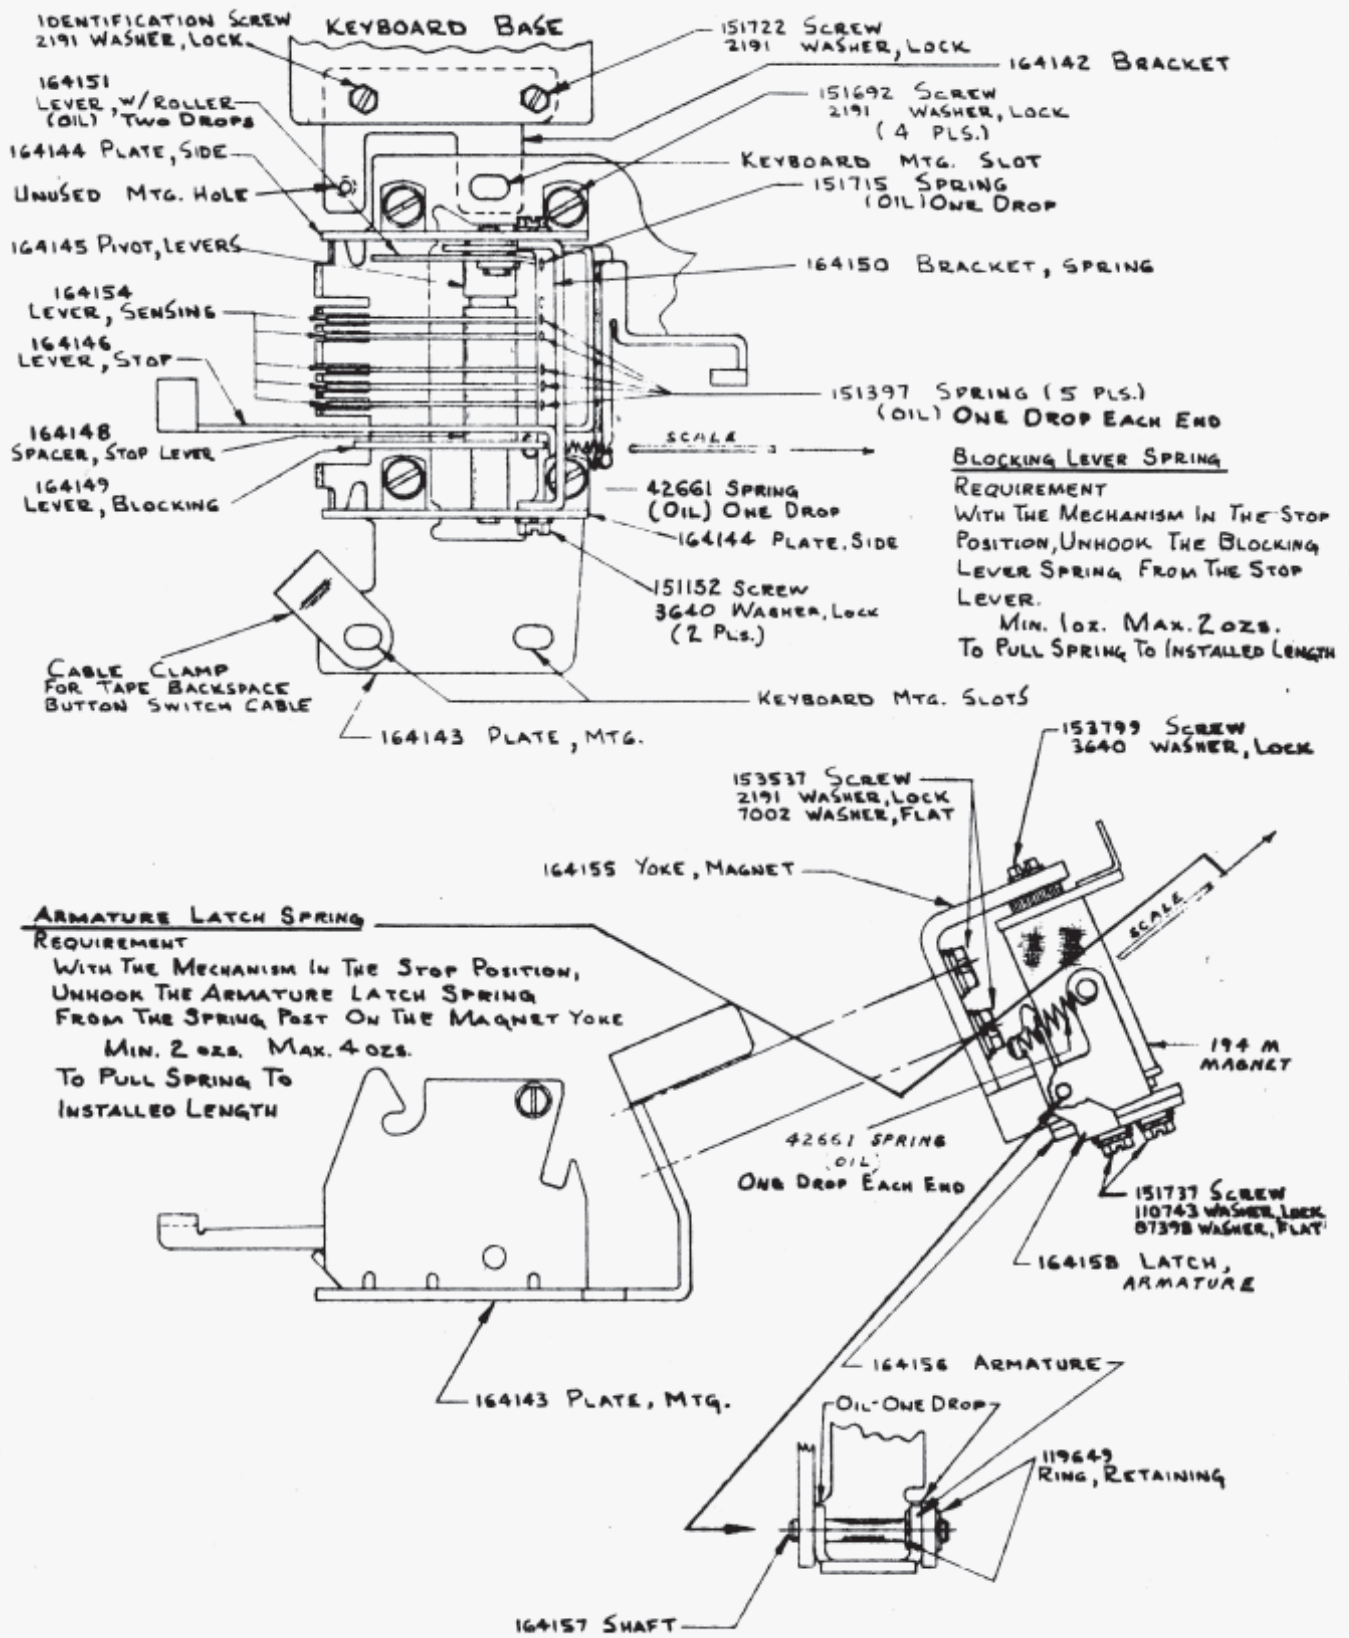 IDENTIFICATION SCREW
2191 WASHER, LOCK
KEYBOARD BASE
151722 SCREW
2191 WASHER, LOCK
164142 BRACKET
164151
LEVER, W/ROLLER
(OIL) TWO DROPS
151692 SCREW
2191 WASHER, LOCK
(4 PLS.)
164144 PLATE, SIDE
KEYBOARD MTG. SLOT
UNUSED MTG. HOLE
151715 SPRING
(OIL) ONE DROP
164145 PIVOT, LEVERS
164150 BRACKET, SPRING
164154
LEVER, SENSING
164146
LEVER, STOP
151397 SPRING (5 PLS.)
(OIL) ONE DROP EACH END
164148
SPACER, STOP LEVER
SCALE
164149
LEVER, BLOCKING
42661 SPRING
(OIL) ONE DROP
164144 PLATE, SIDE
BLOCKING LEVER SPRING
REQUIREMENT
WITH THE MECHANISM IN THE STOP
POSITION, UNHOOK THE BLOCKING
LEVER SPRING FROM THE STOP
LEVER.
MIN. 1OZ. MAX. 2 OZS.
TO PULL SPRING TO INSTALLED LENGTH
151152 SCREW
3640 WASHER, LOCK
(2 PLS.)
CABLE CLAMP
FOR TAPE BACKSPACE
BUTTON SWITCH CABLE
KEYBOARD MTG. SLOTS
164143 PLATE, MTG.
153799 SCREW
3640 WASHER, LOCK
153537 SCREW
2191 WASHER, LOCK
7002 WASHER, FLAT
164155 YOKE, MAGNET
SCALE
ARMATURE LATCH SPRING
REQUIREMENT
WITH THE MECHANISM IN THE STOP POSITION,
UNHOOK THE ARMATURE LATCH SPRING
FROM THE SPRING POST ON THE MAGNET YOKE
MIN. 2 OZS. MAX. 4 OZS.
TO PULL SPRING TO
INSTALLED LENGTH
194 M
MAGNET
42661 SPRING
(OIL)
ONE DROP EACH END
151737 SCREW
110743 WASHER, LOCK
87398 WASHER, FLAT
164158 LATCH,
ARMATURE
164156 ARMATURE
164143 PLATE, MTG.
OIL-ONE DROP
119649
RING, RETAINING
164157 SHAFT